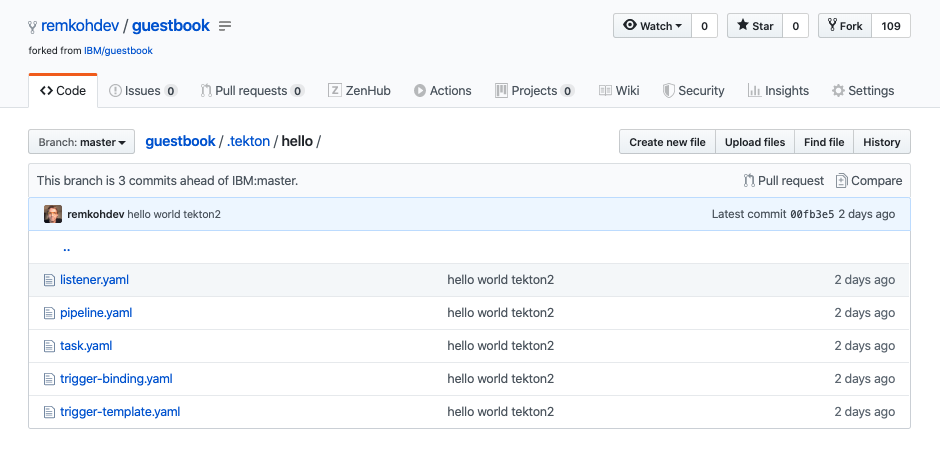 remkohdev / guestbook
Watch 0 Star 0 Fork 109
forked from IBM/guestbook
Code Issues 0 Pull requests 0 ZenHub Actions Projects 0 Wiki Security Insights Settings
Branch: master guestbook / .tekton / hello / Create new file Upload files Find file History
This branch is 3 commits ahead of IBM:master. Pull request Compare
remkohdev hello world tekton2 Latest commit 00fb3e5 2 days ago
..
listener.yaml hello world tekton2 2 days ago
pipeline.yaml hello world tekton2 2 days ago
task.yaml hello world tekton2 2 days ago
trigger-binding.yaml hello world tekton2 2 days ago
trigger-template.yaml hello world tekton2 2 days ago